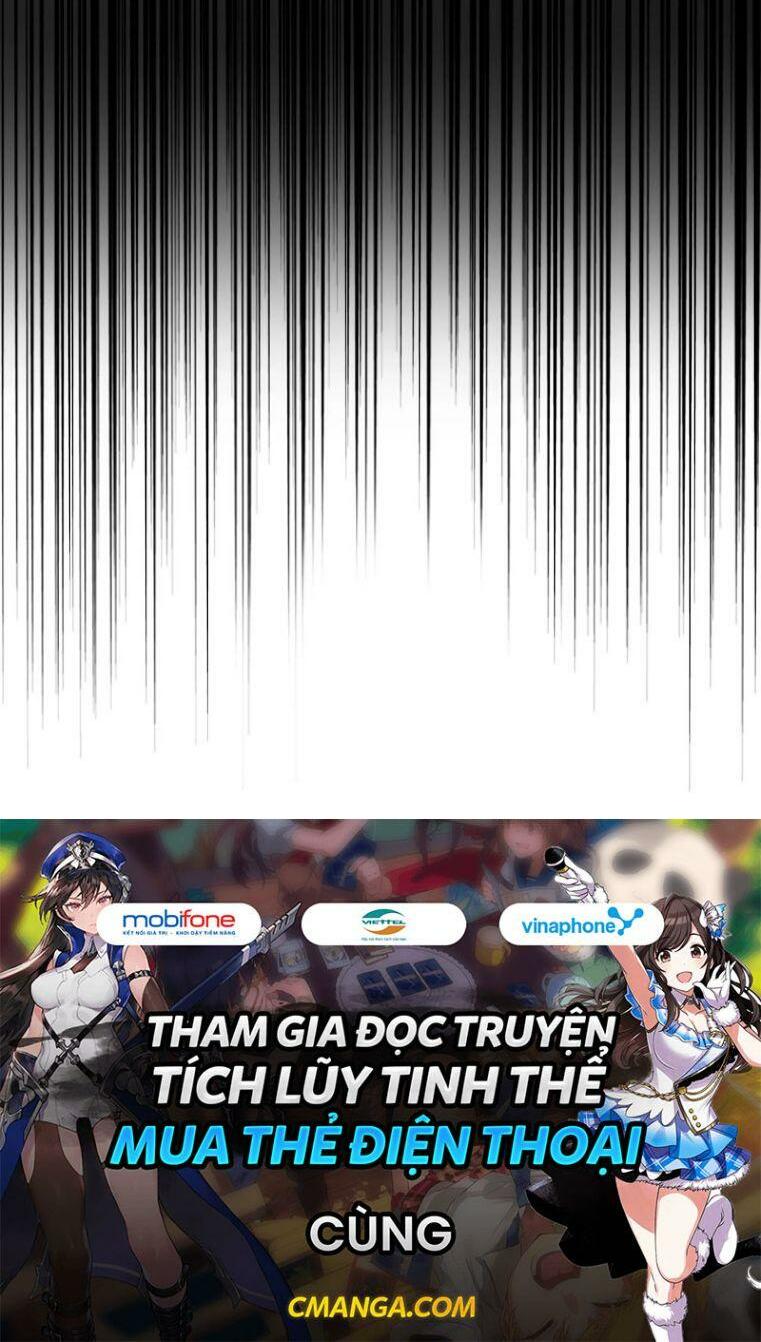 mobifone
KẾT NỐI GIÁ TRỊ - KHƠI DẬY TIỀM NĂNG
VIETTEL
vinaphone
THAM GIA ĐỌC TRUYỆN
TÍCH LŨY TINH THỂ
MUA THẺ ĐIỆN THOẠI
CÙNG
CMANGA.COM